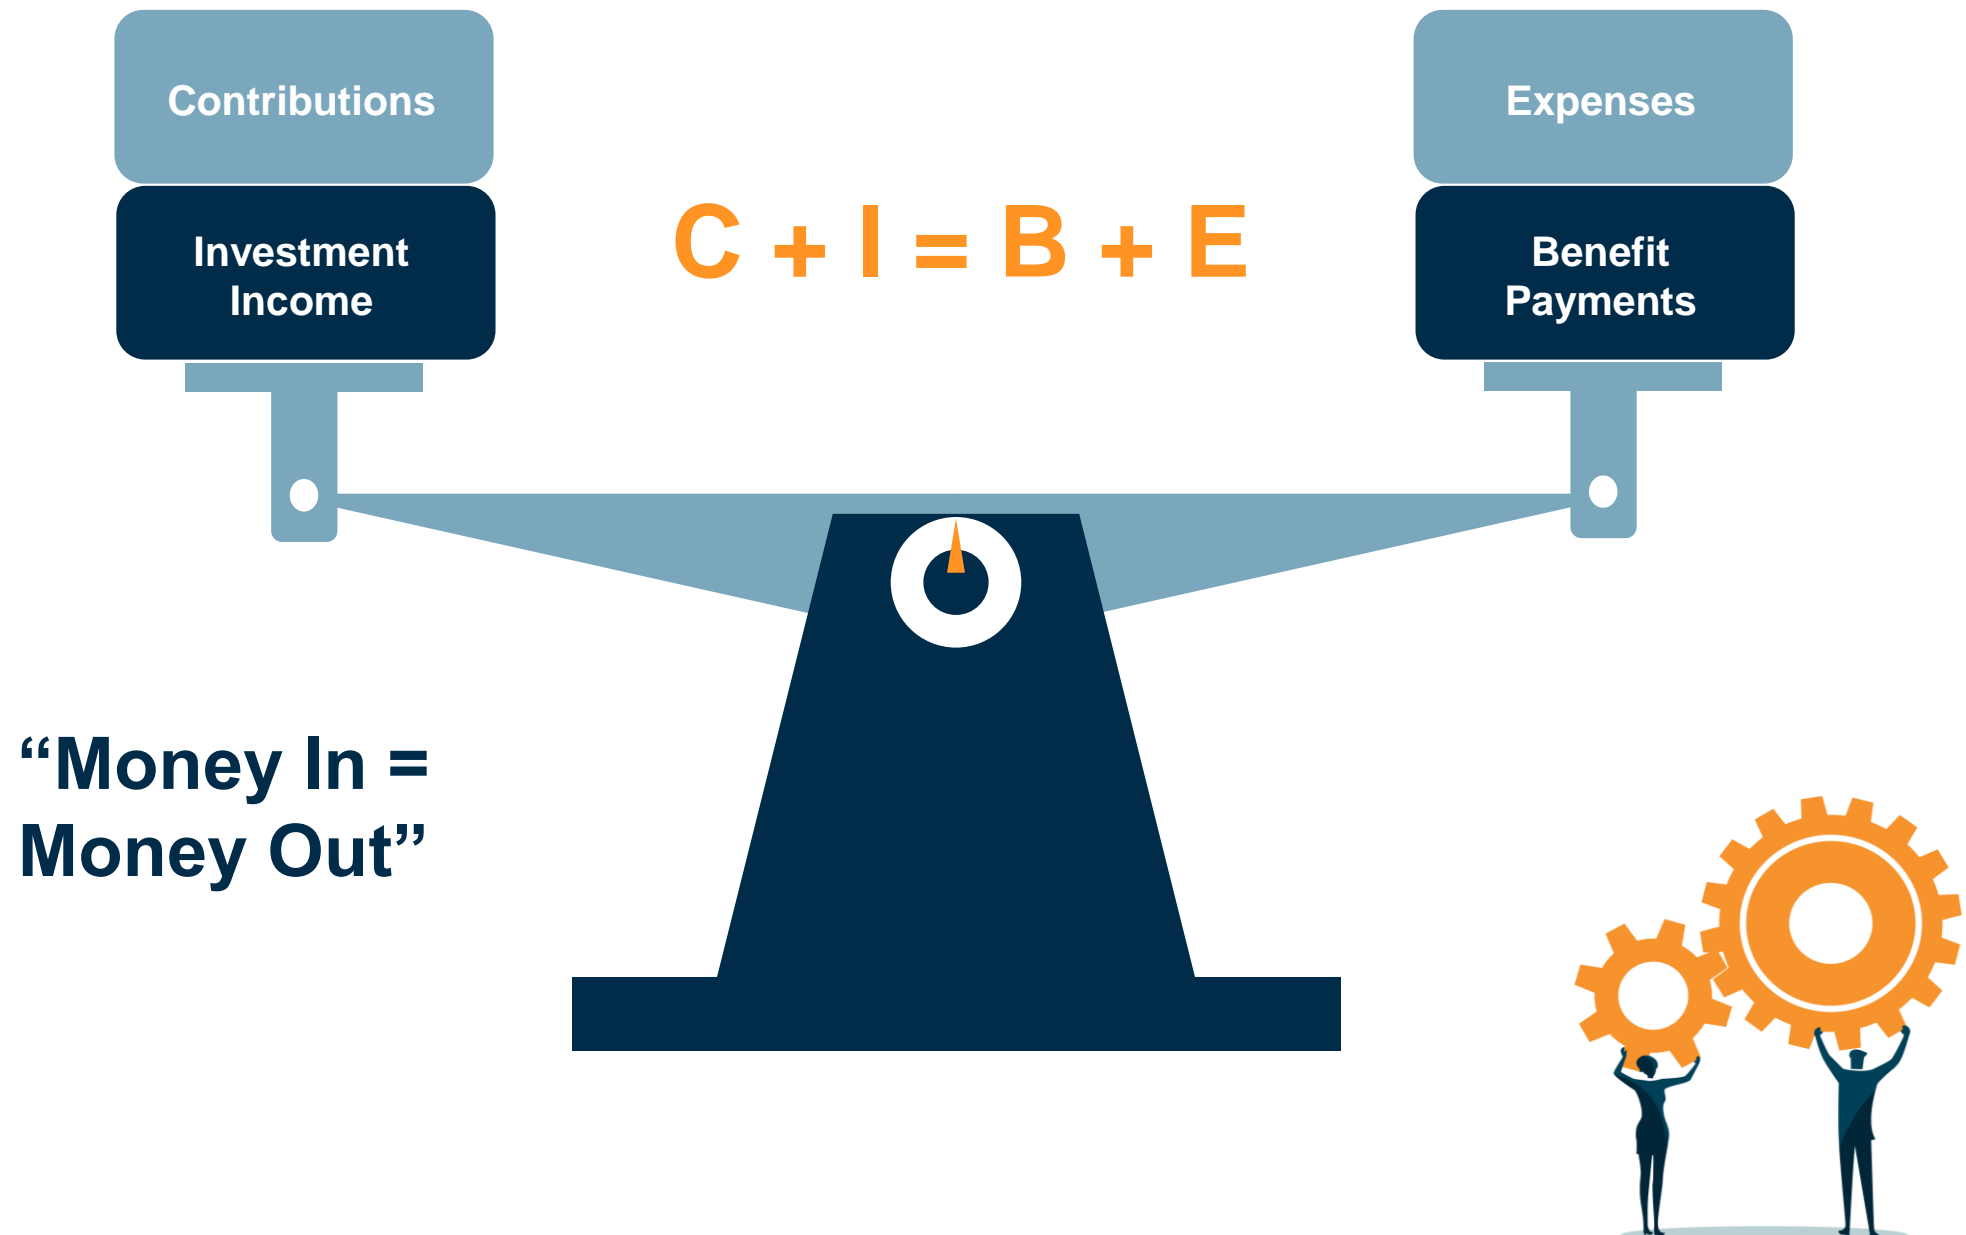 Contributions
Investment
Income
C + I = B + E
Expenses
Benefit
Payments
“Money In =
Money Out”